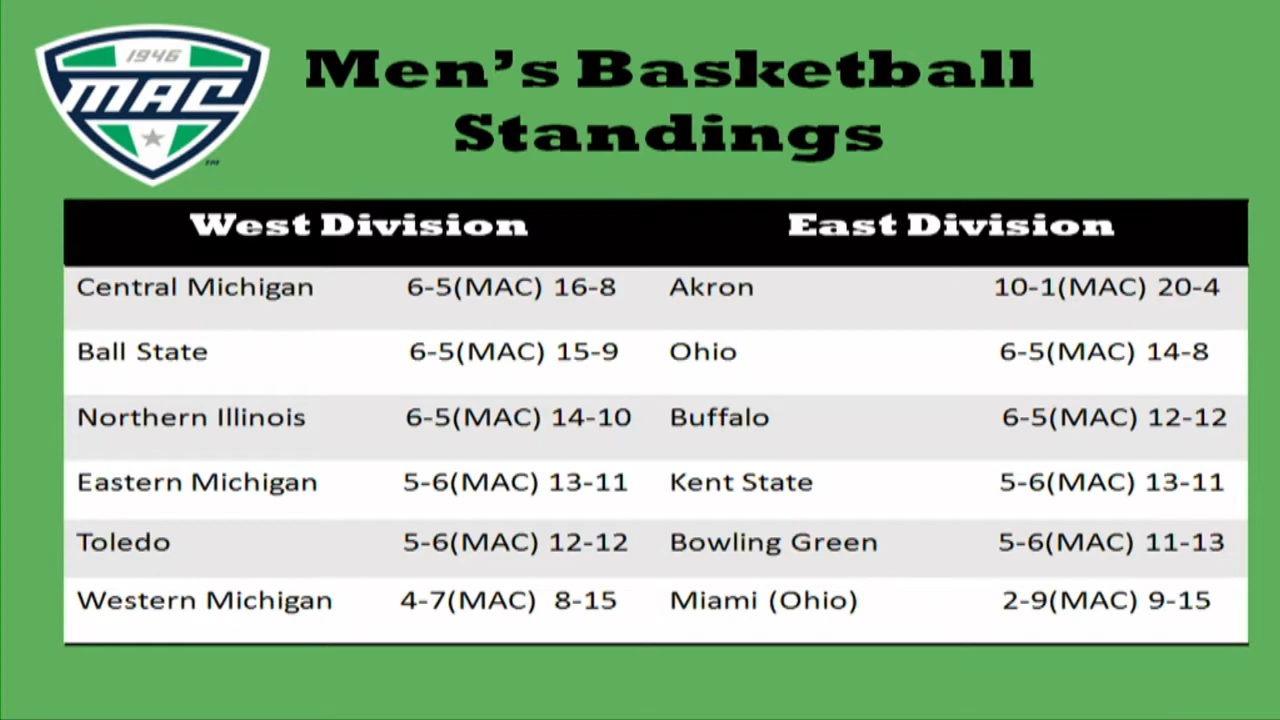 1946
MAC
TM
Men's Basketball
Standings
West Division East Division
Central Michigan 6-5(MAC) 16-8 Akron 10-1(MAC) 20-4
Ball State 6-5(MAC) 15-9 Ohio 6-5(MAC) 14-8
Northern Illinois 6-5(MAC) 14-10 Buffalo 6-5(MAC) 12-12
Eastern Michigan 5-6(MAC) 13-11 Kent State 5-6(MAC) 13-11
Toledo 5-6(MAC) 12-12 Bowling Green 5-6(MAC) 11-13
Western Michigan 4-7(MAC) 8-15 Miami (Ohio) 2-9(MAC) 9-15